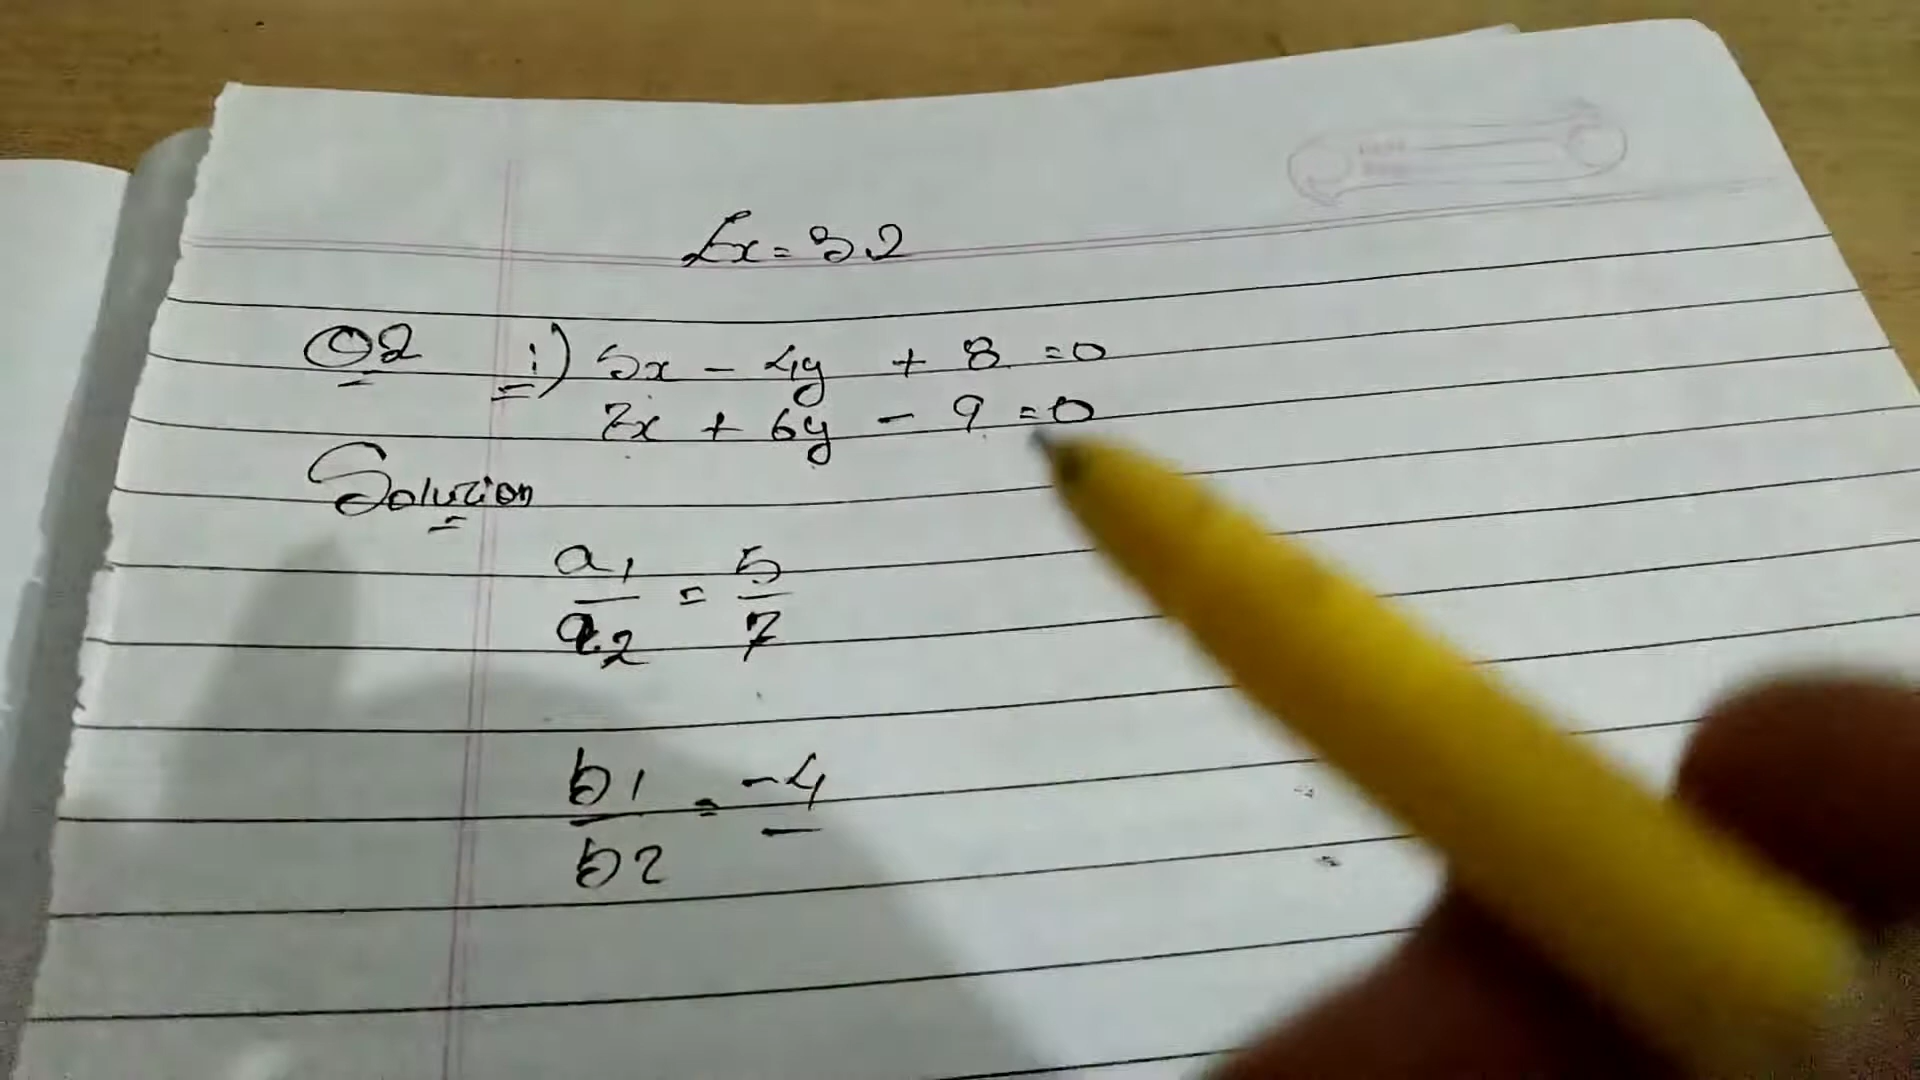 Ex = 3.2
Q2 i) 5x - 4y + 8 = 0
7x + 6y - 9 = 0
Soluzion
a1/a2 = 5/7
b1/b2 = -4/